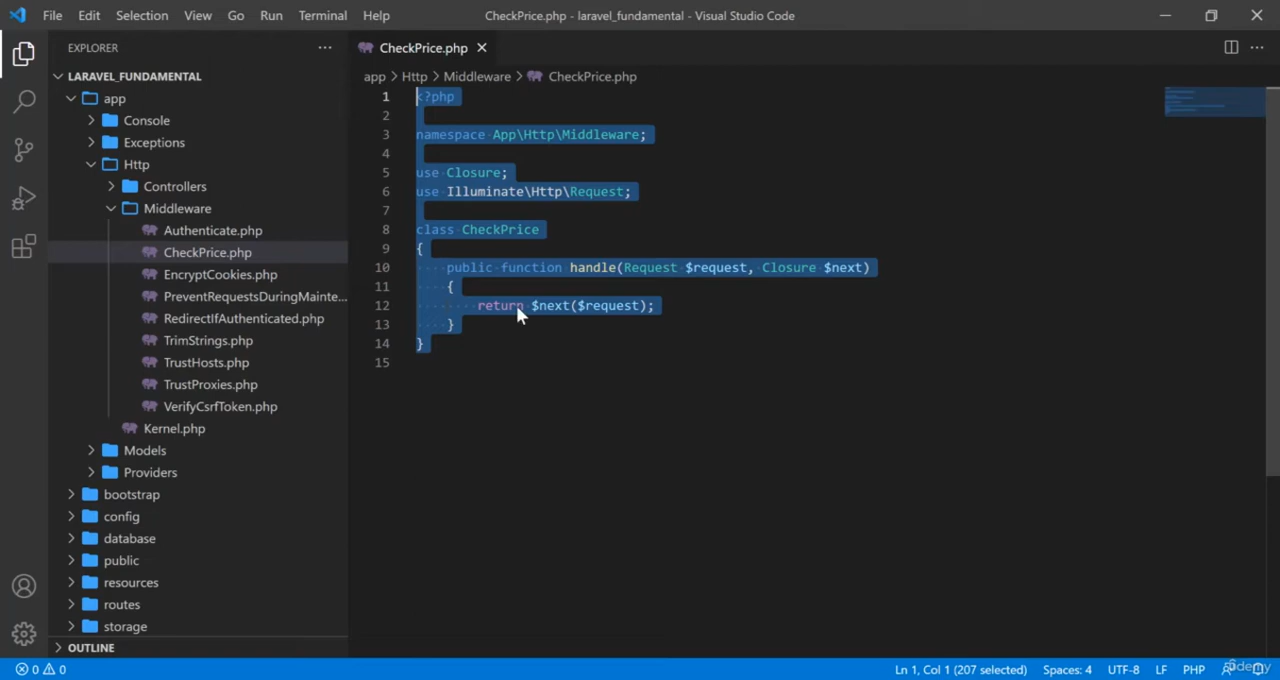 File Edit Selection View Go Run Terminal Help CheckPrice.php - laravel_fundamental - Visual Studio Code
EXPLORER
LARAVEL_FUNDAMENTAL
app
Console
Exceptions
Http
Controllers
Middleware
Authenticate.php
CheckPrice.php
EncryptCookies.php
PreventRequestsDuringMainte...
RedirectIfAuthenticated.php
TrimStrings.php
TrustHosts.php
TrustProxies.php
VerifyCsrfToken.php
Kernel.php
Models
Providers
bootstrap
config
database
public
resources
routes
storage
OUTLINE
CheckPrice.php
app > Http > Middleware > CheckPrice.php
1 <?php
2
3 namespace App\Http\Middleware;
4
5 use Closure;
6 use Illuminate\Http\Request;
7
8 class CheckPrice
9 {
10 public function handle(Request $request, Closure $next)
11 {
12 return $next($request);
13 }
14 }
15
0 0 Ln 1, Col 1 (207 selected) Spaces: 4 UTF-8 LF PHP
Udemy